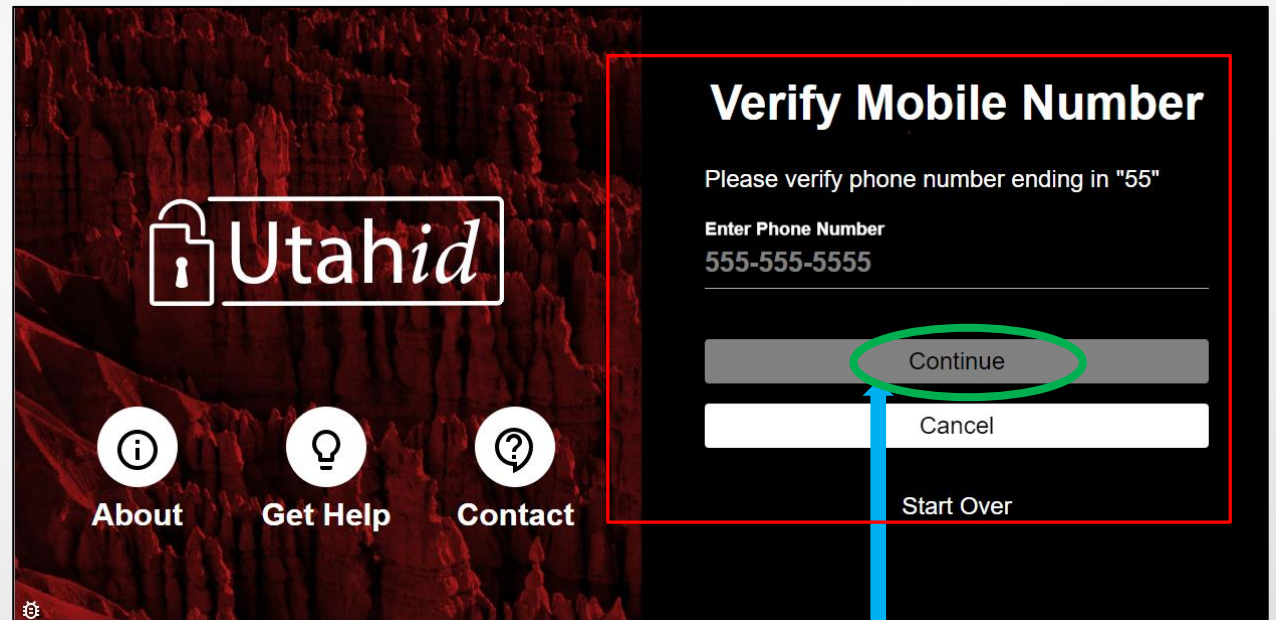 Utahid
About
Get Help
Contact
Verify Mobile Number
Please verify phone number ending in "55"
Enter Phone Number
555-555-5555
Continue
Cancel
Start Over